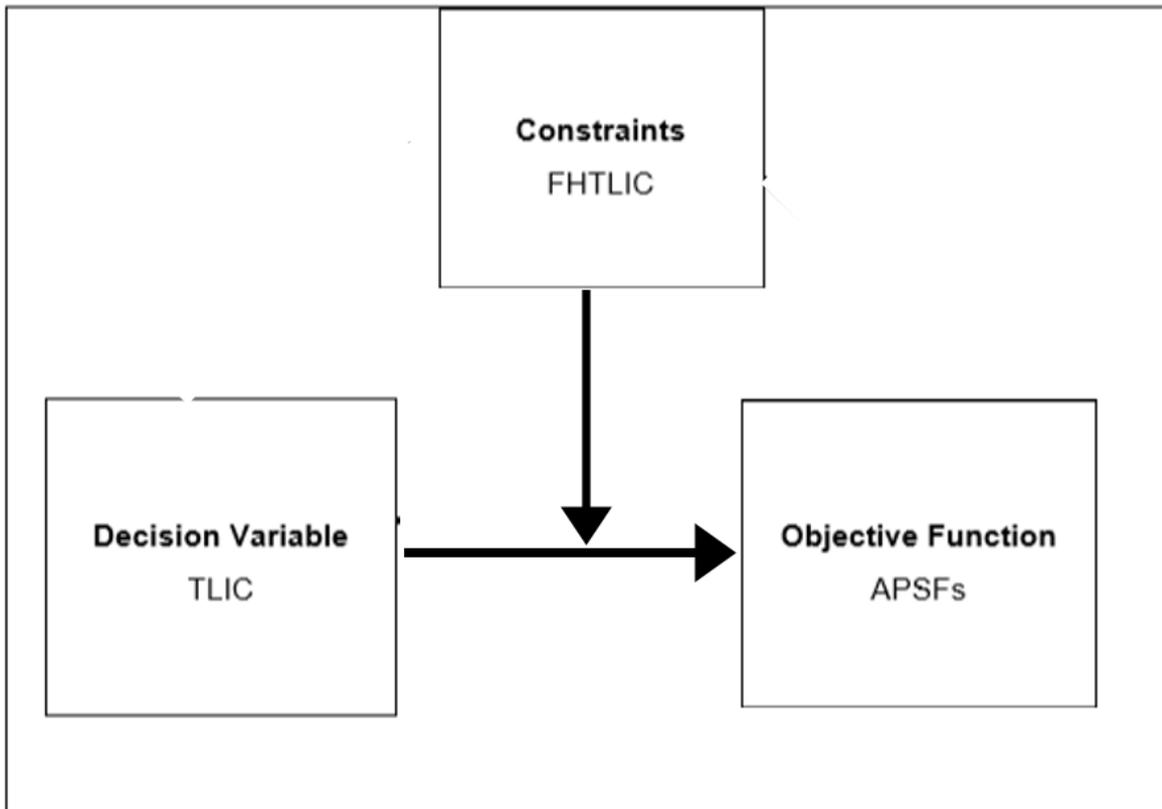 Constraints
FHTLIC
Decision Variable
TLIC
Objective Function
APSFs